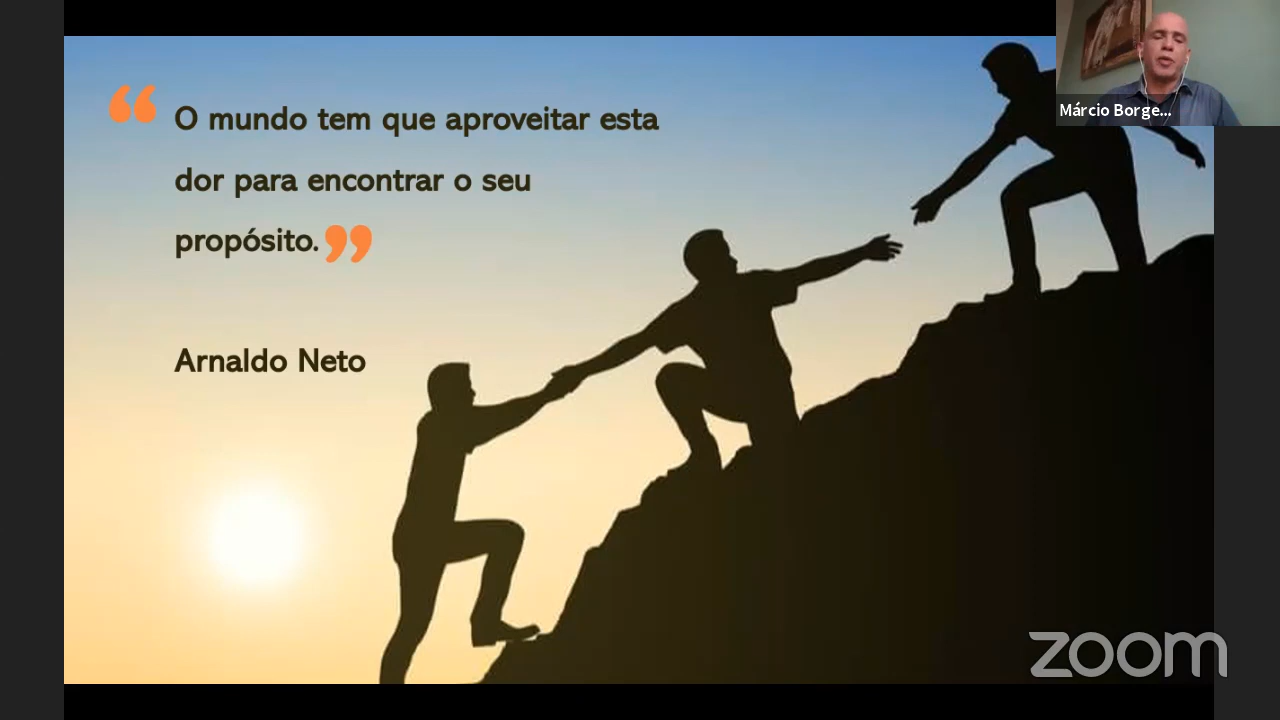 “ O mundo tem que aproveitar esta
dor para encontrar o seu
propósito. ”
Arnaldo Neto
Márcio Borge...
zoom